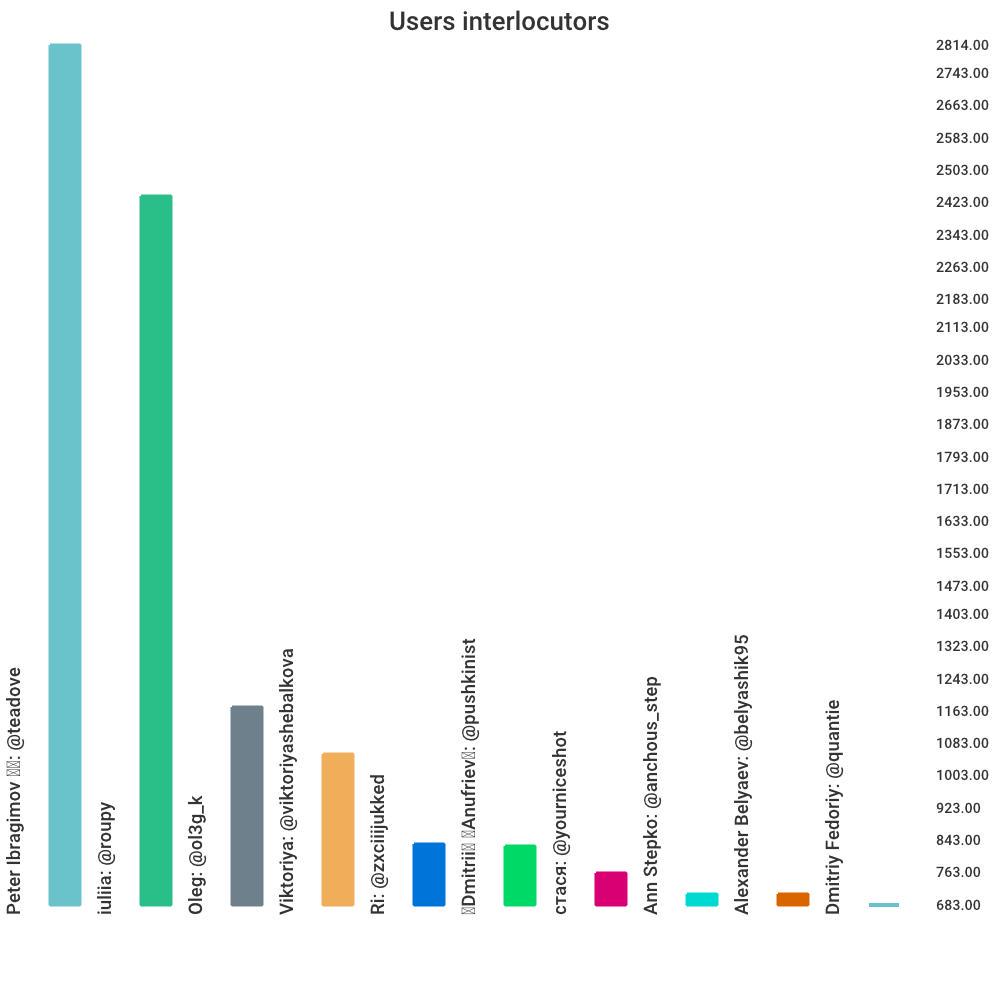 Users interlocutors
2814.00
2743.00
2663.00
2583.00
2503.00
2423.00
2343.00
2263.00
2183.00
2113.00
2033.00
1953.00
1873.00
1793.00
1713.00
1633.00
1553.00
1473.00
1403.00
1323.00
1243.00
1163.00
1083.00
1003.00
923.00
843.00
763.00
683.00
Peter Ibragimov : @teadove
iuliia: @roupy
Oleg: @ol3g_k
Viktoriya: @viktoriyashebalkova
Ri: @zxciiijukked
Dmitrii Anufriev: @pushkinist
стася: @yourniceshot
Ann Stepko: @anchous_step
Alexander Belyaev: @belyashik95
Dmitriy Fedoriy: @quantie